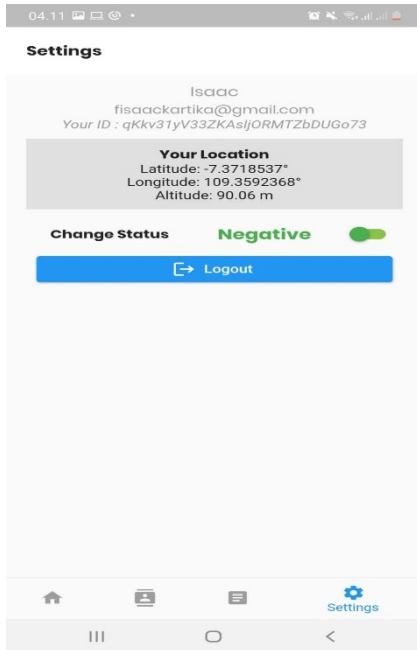 04.11
Settings
Isaac
fisaackartika@gmail.com
Your ID : qKkv31yV33ZKAsljORMTZbDUGo73
Your Location
Latitude: -7.3718537°
Longitude: 109.3592368°
Altitude: 90.06 m
Change Status Negative
Logout
Settings